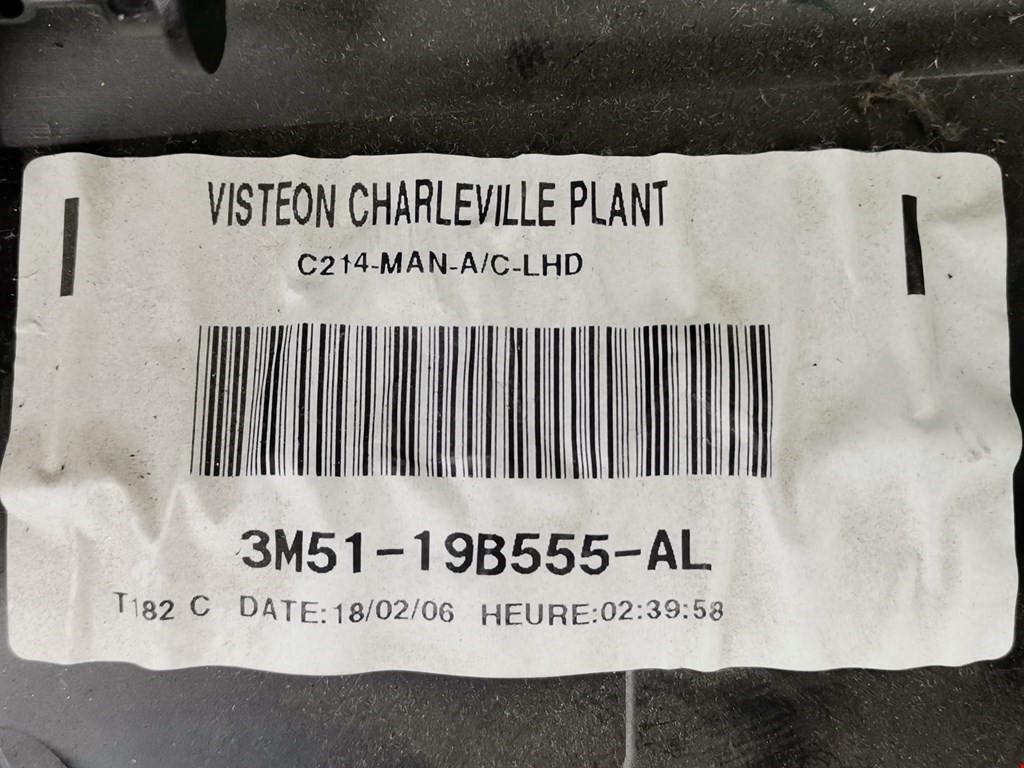 VISTEON CHARLEVILLE PLANT
C214-MAN-A/C-LHD
3M51-19B555-AL
T182 C DATE:18/02/06 HEURE:02:39:58